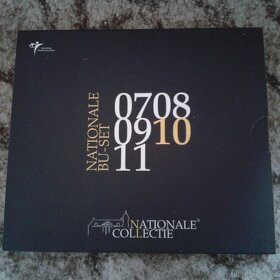 NATIONALE
BU-SET
0708
0910
11
NATIONALE
COLLECTIE